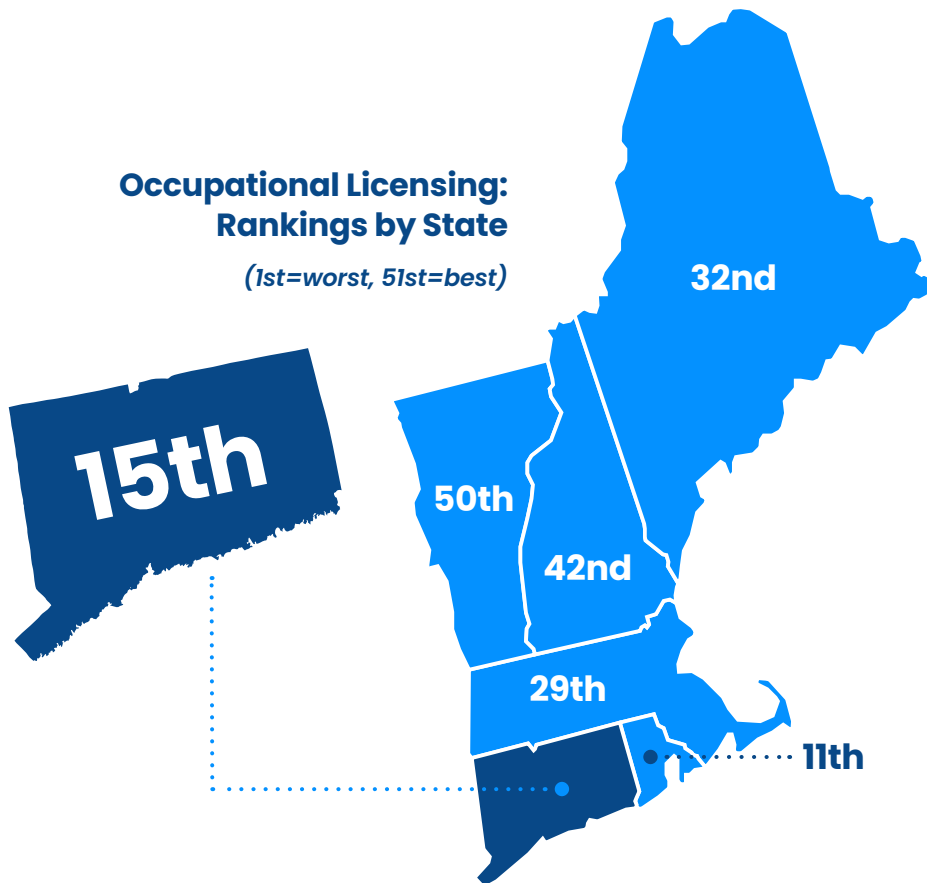 Occupational Licensing:
Rankings by State
(1st=worst, 51st=best)
32nd
15th
50th
42nd
29th
11th